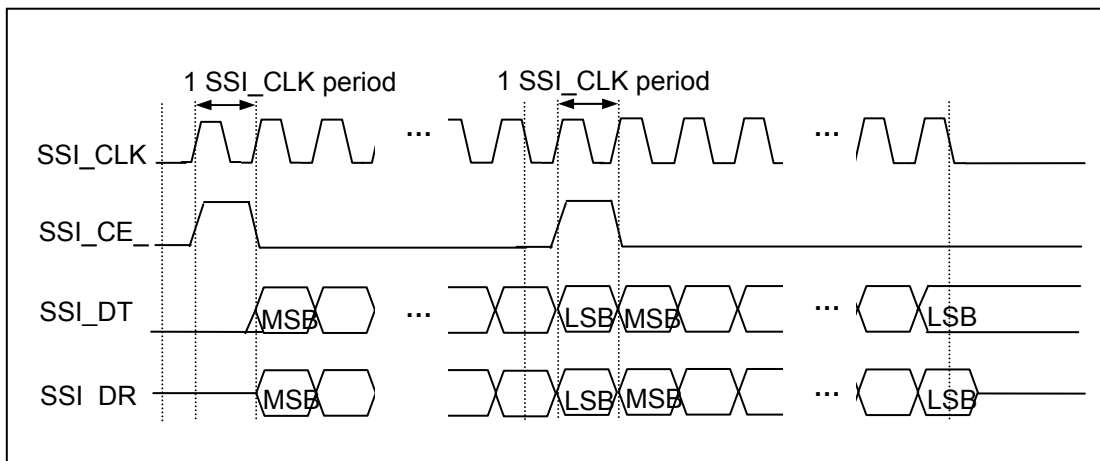 1 SSI_CLK period 1 SSI_CLK period
SSI_CLK ... ...
SSI_CE_
SSI_DT MSB ... LSB MSB ... LSB
SSI DR MSB LSB MSB ... LSB